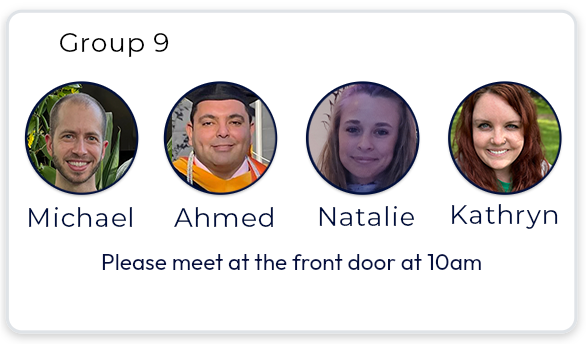 Group 9
Michael Ahmed Natalie Kathryn
Please meet at the front door at 10am